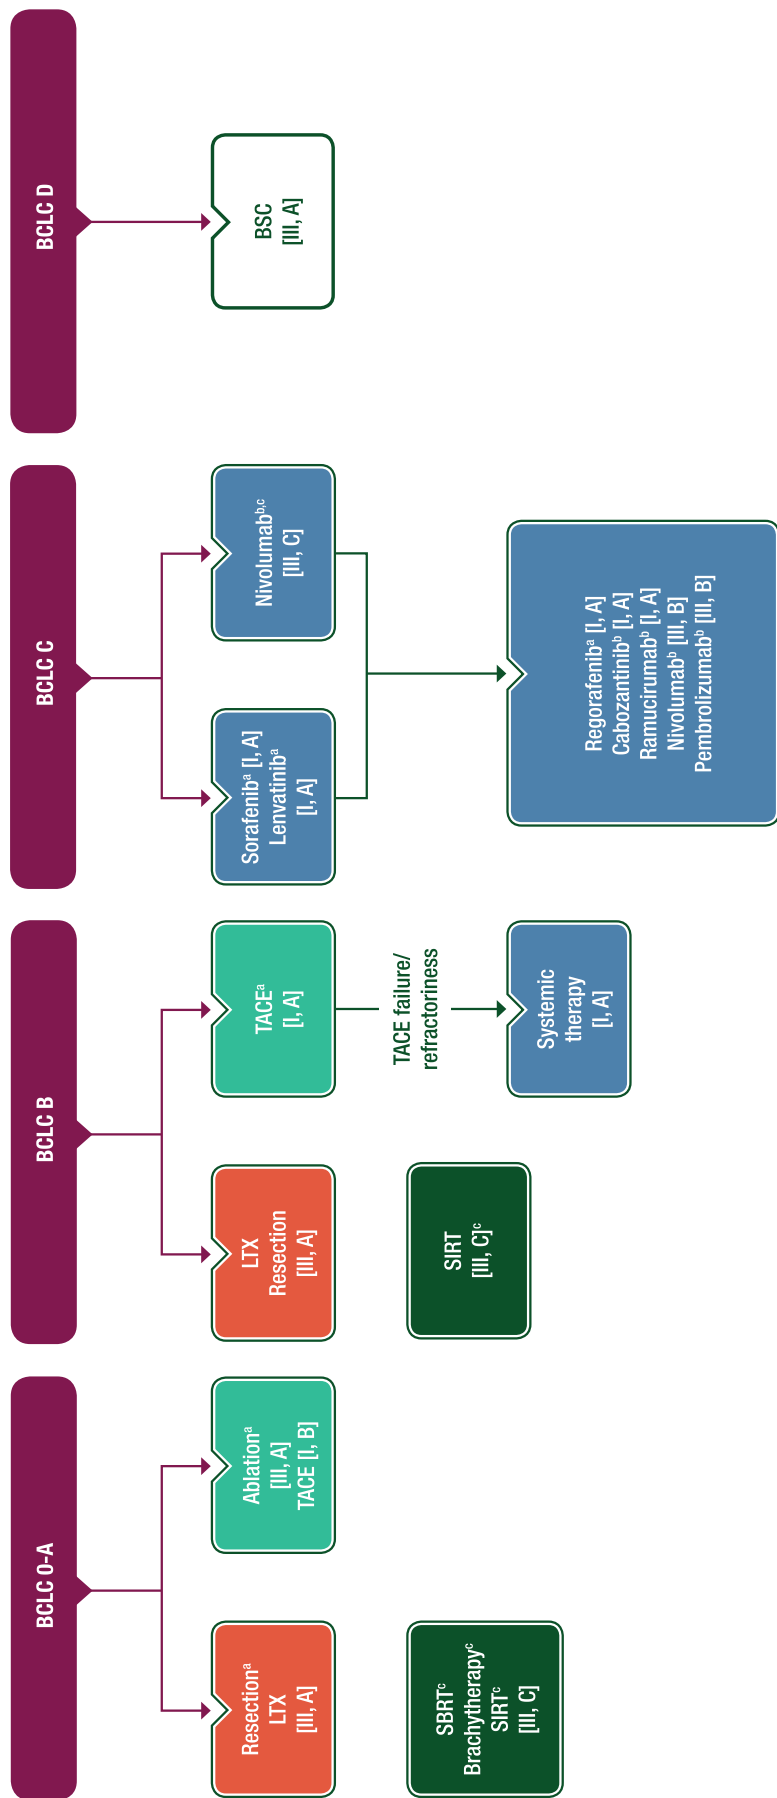 BCLC 0-A
Resectionᵃ
LTX
[III, A]
Ablationᵃ
[III, A]
TACE [I, B]
SBRTᶜ
Brachytherapyᶜ
SIRTᶜ
[III, C]
BCLC B
LTX
Resection
[III, A]
TACEᵃ
[I, A]
SIRT
[III, C]ᶜ
TACE failure/
refractoriness
Systemic
therapy
[I, A]
BCLC C
Sorafenibᵃ [I, A]
Lenvatinibᵃ
[I, A]
Nivolumabᵇ,ᶜ
[III, C]
Regorafenibᵃ [I, A]
Cabozantinibᵇ [I, A]
Ramucirumabᵇ [I, A]
Nivolumabᵇ [III, B]
Pembrolizumabᵇ [III, B]
BCLC D
BSC
[III, A]